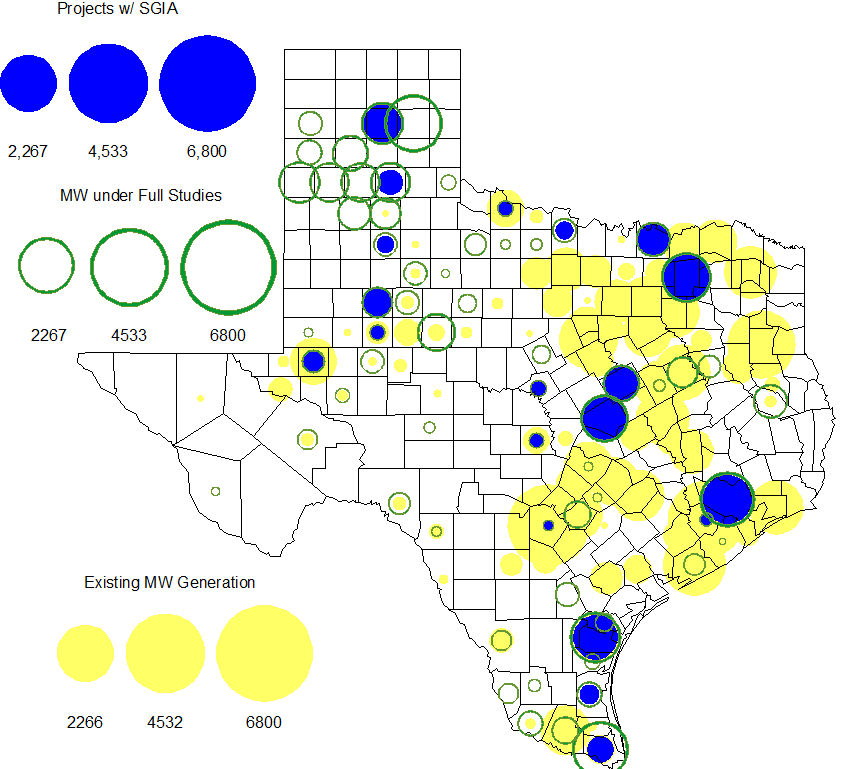 Projects w/ SGIA
2,267 4,533 6,800
MW under Full Studies
2267 4533 6800
Existing MW Generation
2266 4532 6800